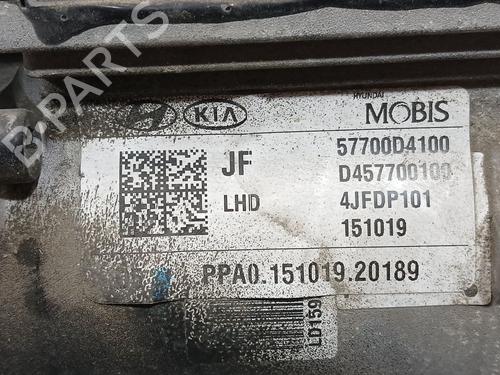 KIA
HYUNDAI
MOBIS
JF
57700D4100
D457700100
LHD
4JFDP101
151019
PPA0.151019.20189
LD159
B-PARTS